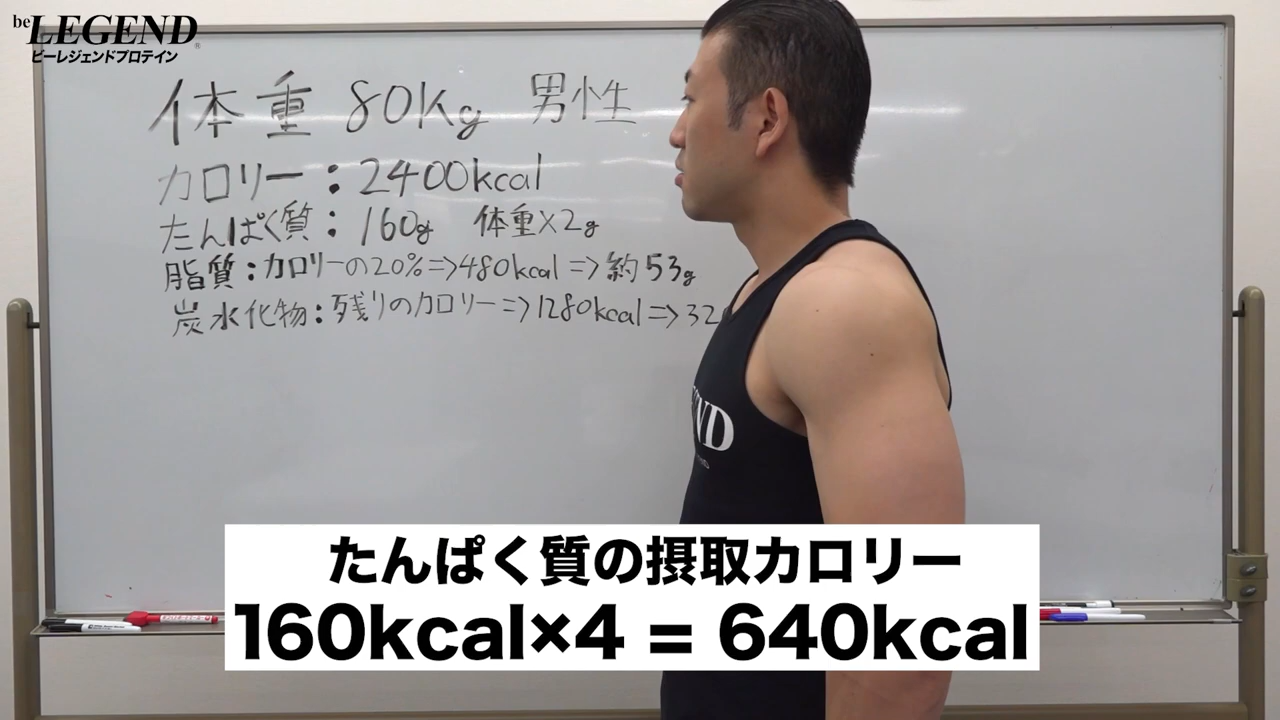 be LEGEND
ビーレジェンドプロテイン
体重 80kg 男性
カロリー:2400kcal
たんぱく質:160g 体重×2g
脂質:カロリーの20%⇒480kcal⇒約53g
炭水化物:残りのカロリー⇒1280kcal⇒32
ND
たんぱく質の摂取カロリー
160kcal×4 = 640kcal